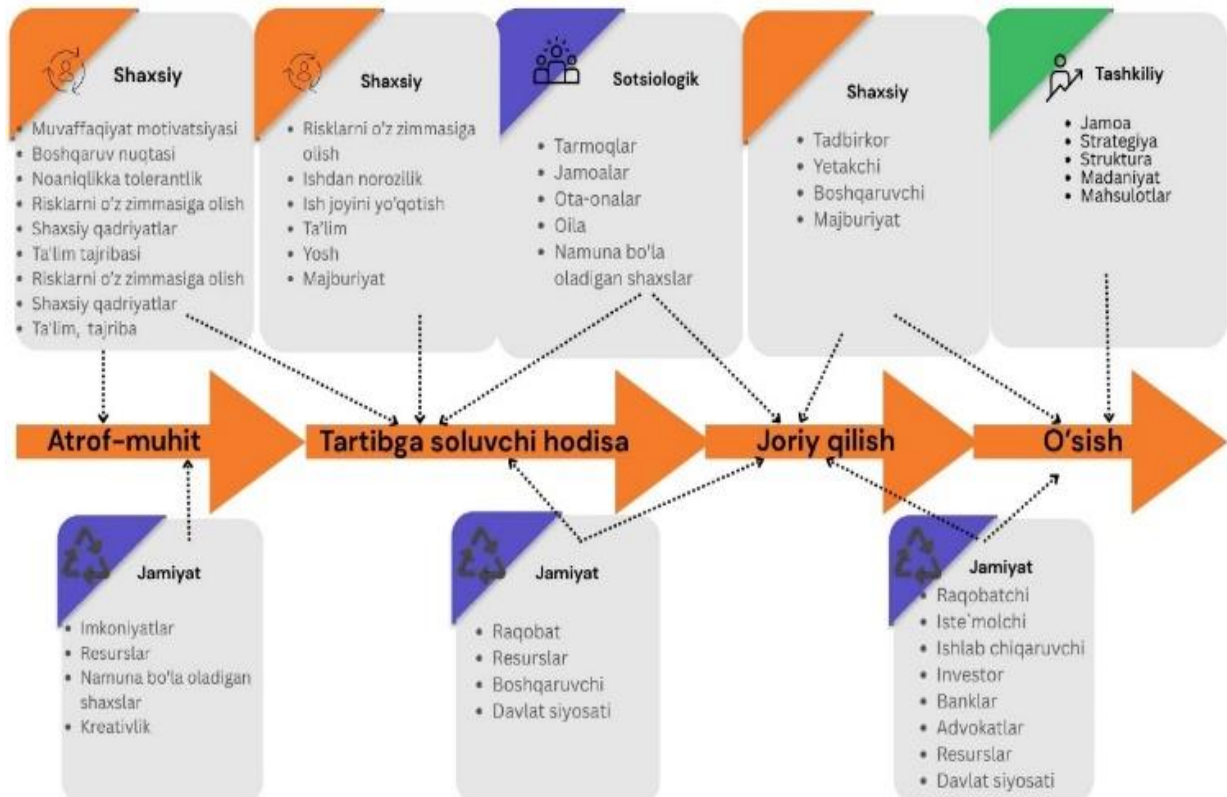 Shaxsiy
• Muvaffaqiyat motivatsiyasi
• Boshqaruv nuqtasi
• Noaniqlikka tolerantlik
• Risklarni o'z zimmasiga olish
• Shaxsiy qadriyatlar
• Ta'lim tajribasi
• Risklarni o'z zimmasiga olish
• Shaxsiy qadriyatlar
• Ta'lim, tajriba
Shaxsiy
• Risklarni o'z zimmasiga
olish
• Ishdan norozilik
• Ish joyini yo'qotish
• Ta'lim
• Yosh
• Majburiyat
Sotsiologik
• Tarmoqlar
• Jamoalar
• Ota-onalar
• Oila
• Namuna bo'la
oladigan shaxslar
Shaxsiy
• Tadbirkor
• Yetakchi
• Boshqaruvchi
• Majburiyat
Tashkiliy
• Jamoa
• Strategiya
• Struktura
• Madaniyat
• Mahsulotlar
Atrof-muhit
Tartibga soluvchi hodisa
Joriy qilish
O'sish
Jamiyat
• Imkoniyatlar
• Resurslar
• Namuna bo'la oladigan
shaxslar
• Kreativlik
Jamiyat
• Raqobat
• Resurslar
• Boshqaruvchi
• Davlat siyosati
Jamiyat
• Raqobatchi
• Iste`molchi
• Ishlab chiqaruvchi
• Investor
• Banklar
• Advokatlar
• Resurslar
• Davlat siyosati